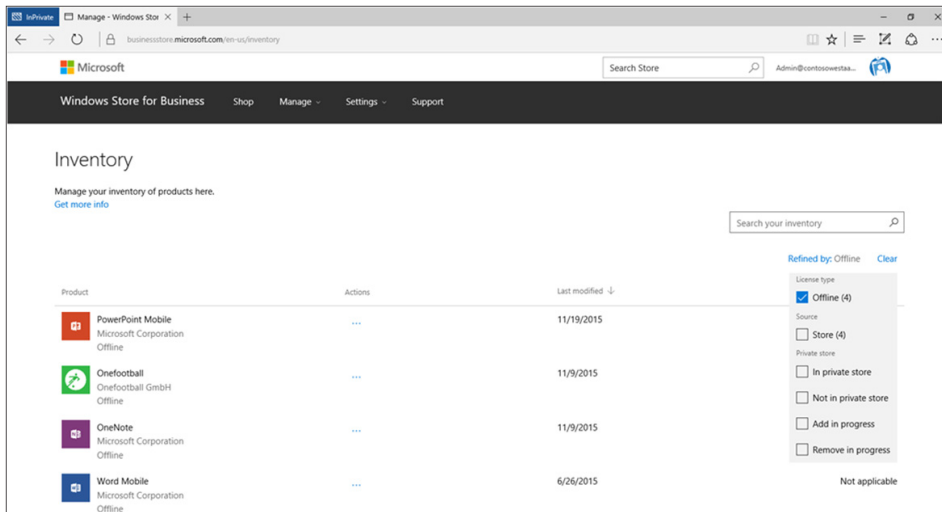 InPrivate
Manage - Windows Stor
businessstore.microsoft.com/en-us/inventory
Microsoft
Search Store
Admin@contosowestaa...
Windows Store for Business
Shop
Manage
Settings
Support
Inventory
Manage your inventory of products here.
Get more info
Search your inventory
Refined by: Offline
Clear
Product
Actions
Last modified
License type
Offline (4)
Source
Store (4)
Private store
In private store
Not in private store
Add in progress
Remove in progress
PowerPoint Mobile
Microsoft Corporation
Offline
...
11/19/2015
Onefootball
Onefootball GmbH
Offline
...
11/9/2015
OneNote
Microsoft Corporation
Offline
...
11/9/2015
Word Mobile
Microsoft Corporation
Offline
...
6/26/2015
Not applicable